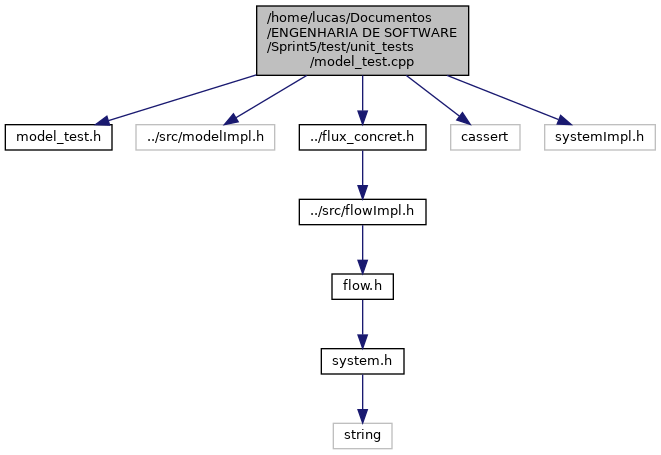 /home/lucas/Documentos
/ENGENHARIA DE SOFTWARE
/Sprint5/test/unit_tests
/model_test.cpp
model_test.h
../src/modelImpl.h
../flux_concret.h
cassert
systemImpl.h
../src/flowImpl.h
flow.h
system.h
string